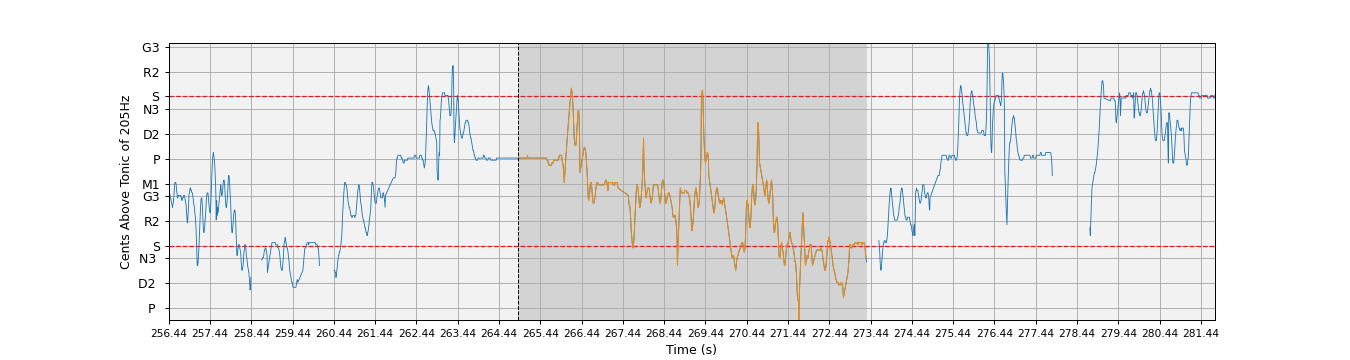 Cents Above Tonic of 205Hz
G3
R2
S
N3
D2
P
M1
G3
R2
S
N3
D2
P
256.44 257.44 258.44 259.44 260.44 261.44 262.44 263.44 264.44 265.44 266.44 267.44 268.44 269.44 270.44 271.44 272.44 273.44 274.44 275.44 276.44 277.44 278.44 279.44 280.44 281.44
Time (s)